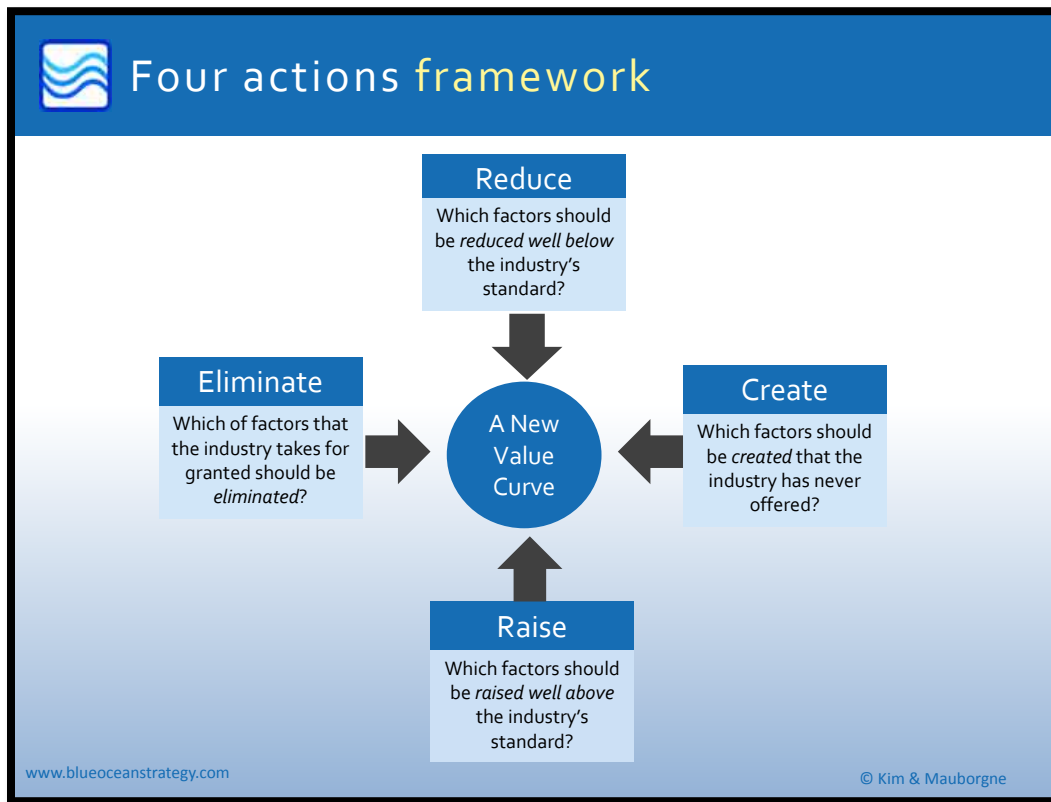 Four actions framework
Reduce
Which factors should
be reduced well below
the industry's
standard?
Eliminate
Which of factors that
the industry takes for
granted should be
eliminated?
A New
Value
Curve
Create
Which factors should
be created that the
industry has never
offered?
Raise
Which factors should
be raised well above
the industry's
standard?
www.blueoceanstrategy.com
© Kim & Mauborgne